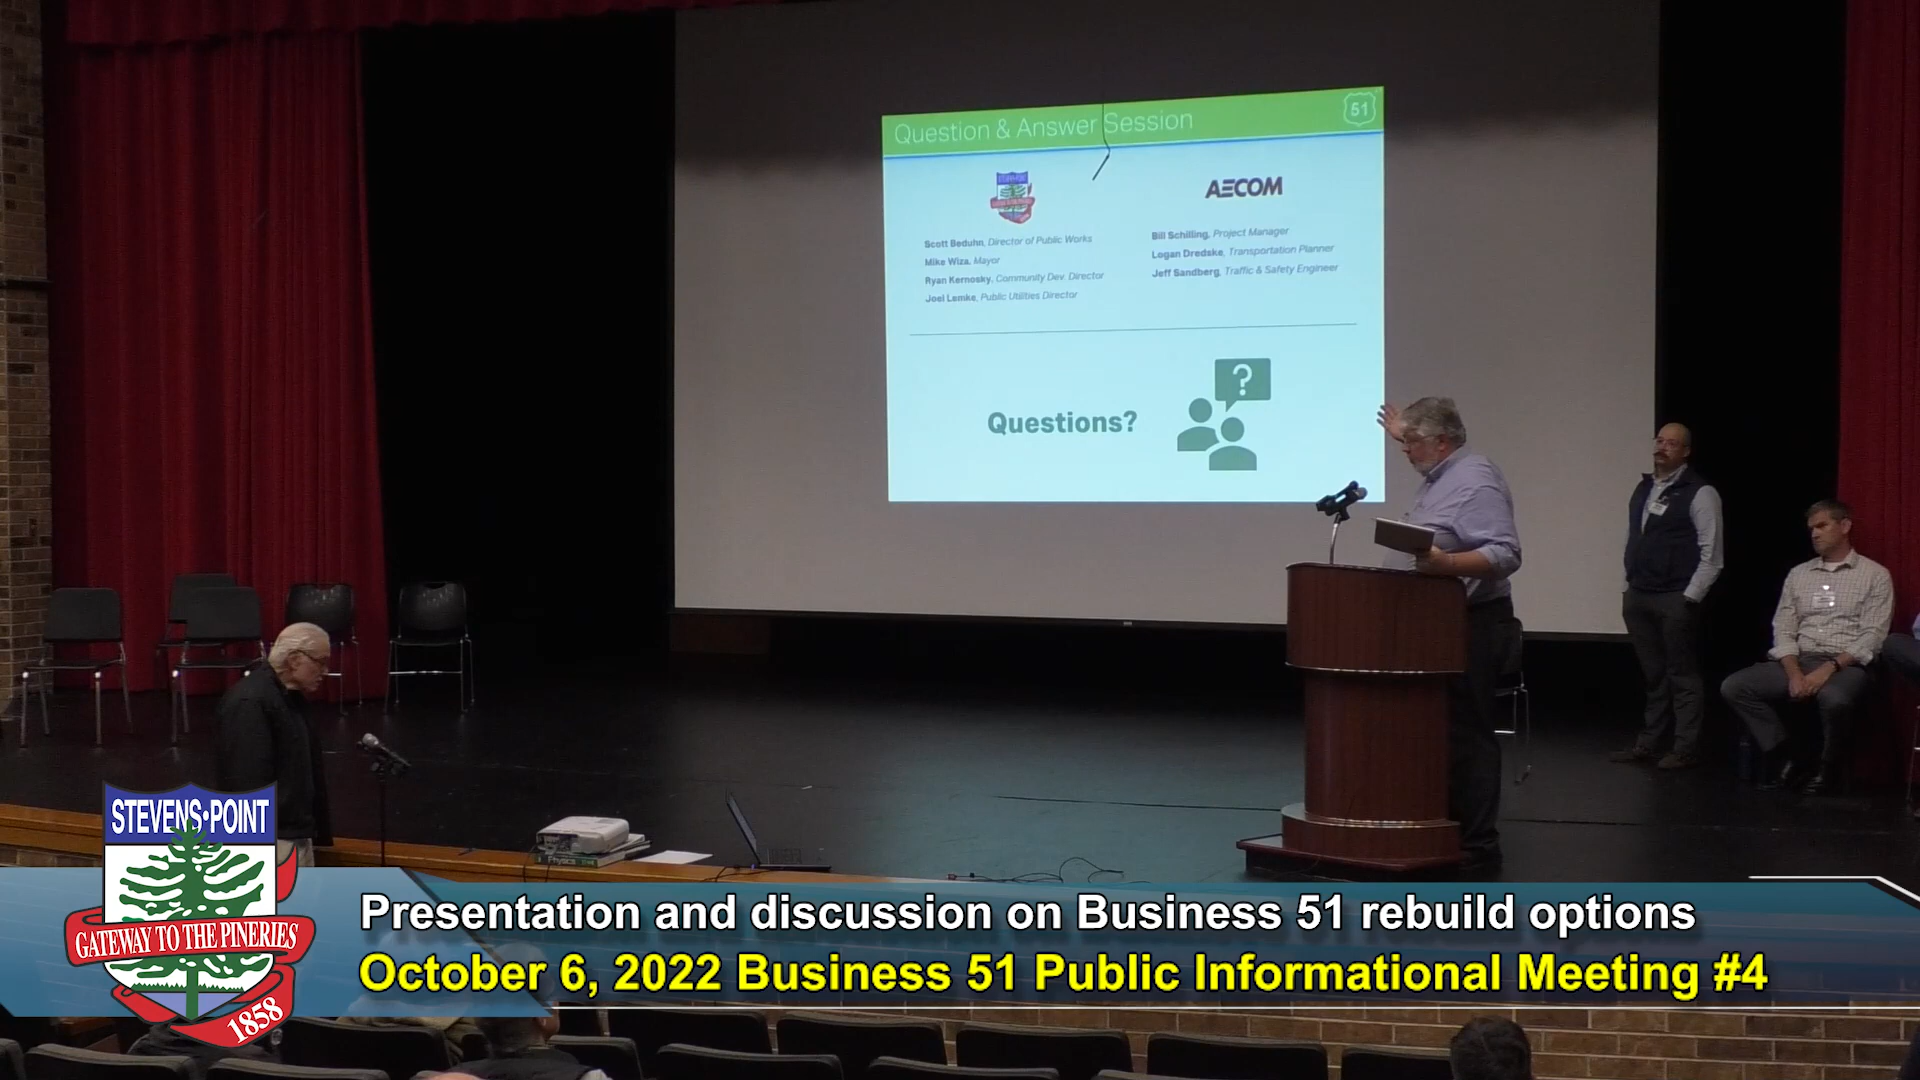 Question & Answer Session
51
STEVENS·POINT
AECOM
Scott Beduhn, Director of Public Works
Mike Wiza, Mayor
Ryan Kernosky, Community Dev. Director
Joel Lemke, Public Utilities Director
Bill Schilling, Project Manager
Logan Dredske, Transportation Planner
Jeff Sandberg, Traffic & Safety Engineer
Questions?
?
Physics
STEVENS·POINT
GATEWAY TO THE PINERIES
1858
Presentation and discussion on Business 51 rebuild options
October 6, 2022 Business 51 Public Informational Meeting #4